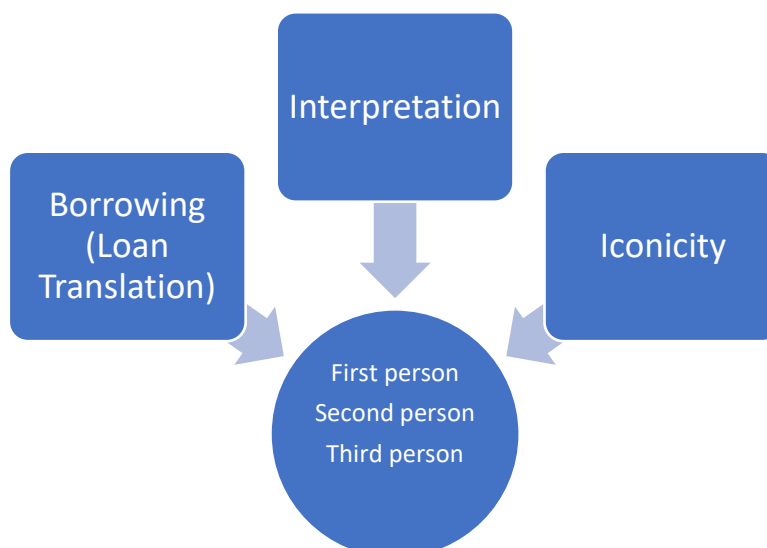 Interpretation
Borrowing
(Loan
Translation)
Iconicity
First person
Second person
Third person